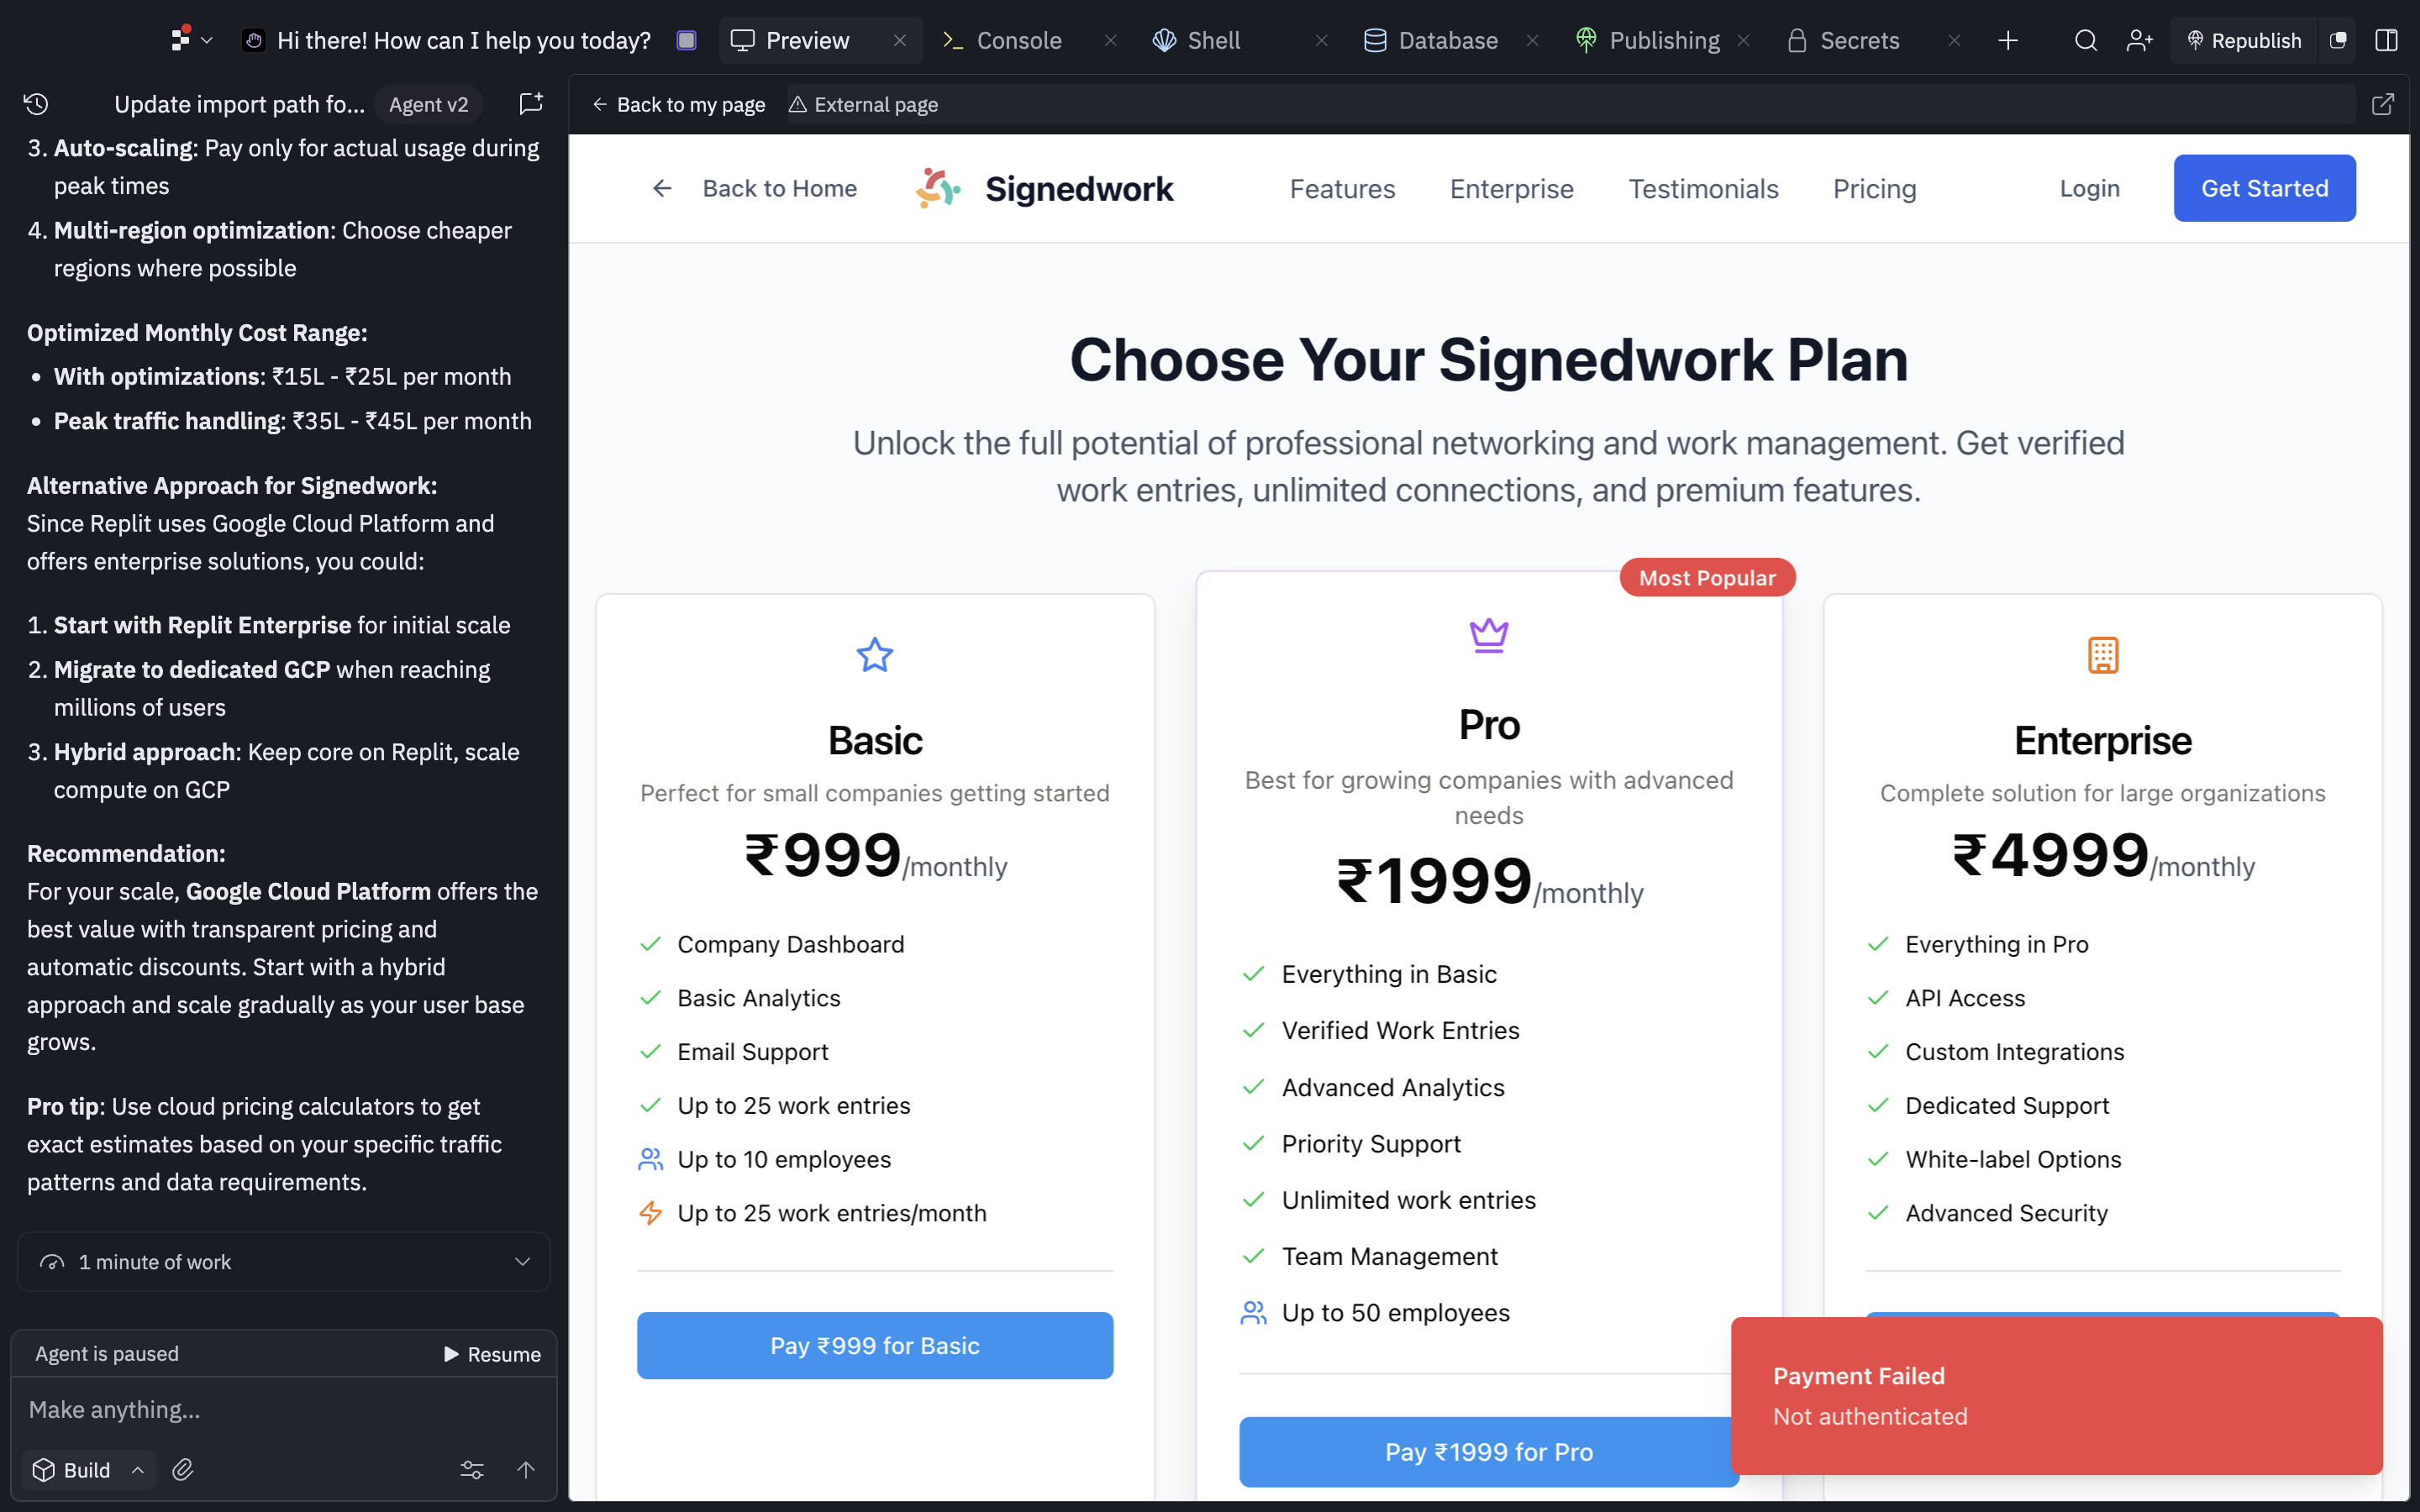 Hi there! How can I help you today?
Preview
Console
Shell
Database
Publishing
Secrets
Republish
Update import path fo...
Agent v2
3. Auto-scaling: Pay only for actual usage during
peak times
4. Multi-region optimization: Choose cheaper
regions where possible
Optimized Monthly Cost Range:
• With optimizations: ₹15L - ₹25L per month
• Peak traffic handling: ₹35L - ₹45L per month
Alternative Approach for Signedwork:
Since Replit uses Google Cloud Platform and
offers enterprise solutions, you could:
1. Start with Replit Enterprise for initial scale
2. Migrate to dedicated GCP when reaching
millions of users
3. Hybrid approach: Keep core on Replit, scale
compute on GCP
Recommendation:
For your scale, Google Cloud Platform offers the
best value with transparent pricing and
automatic discounts. Start with a hybrid
approach and scale gradually as your user base
grows.
Pro tip: Use cloud pricing calculators to get
exact estimates based on your specific traffic
patterns and data requirements.
1 minute of work
Agent is paused
Resume
Make anything...
Build
Back to my page
External page
Back to Home
Signedwork
Features
Enterprise
Testimonials
Pricing
Login
Get Started
Choose Your Signedwork Plan
Unlock the full potential of professional networking and work management. Get verified
work entries, unlimited connections, and premium features.
Basic
Perfect for small companies getting started
₹999/monthly
Company Dashboard
Basic Analytics
Email Support
Up to 25 work entries
Up to 10 employees
Up to 25 work entries/month
Pay ₹999 for Basic
Most Popular
Pro
Best for growing companies with advanced
needs
₹1999/monthly
Everything in Basic
Verified Work Entries
Advanced Analytics
Priority Support
Unlimited work entries
Team Management
Up to 50 employees
Pay ₹1999 for Pro
Enterprise
Complete solution for large organizations
₹4999/monthly
Everything in Pro
API Access
Custom Integrations
Dedicated Support
White-label Options
Advanced Security
Payment Failed
Not authenticated